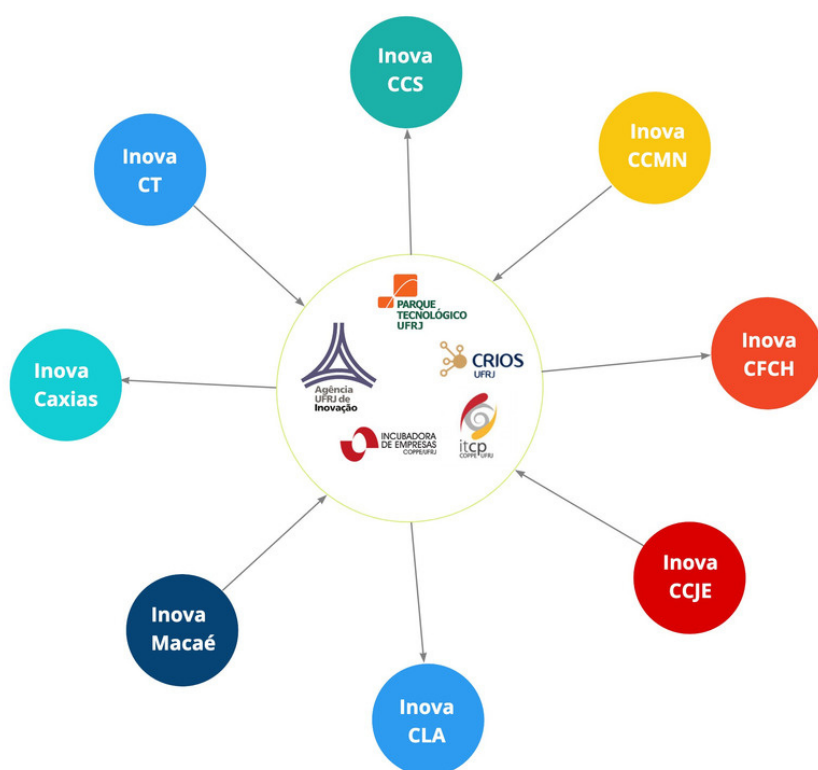 Inova
CCS
Inova
CCMN
Inova
CT
PARQUE
TECNOLÓGICO
UFRJ
Inova
CFCH
CRIOS
UFRJ
Inova
Caxias
Agência
UFRJ de
Inovação
INCUBADORA
DE EMPRESAS
COPPE/UFRJ
itcp
COPPE UFRJ
Inova
CCJE
Inova
Macaé
Inova
CLA